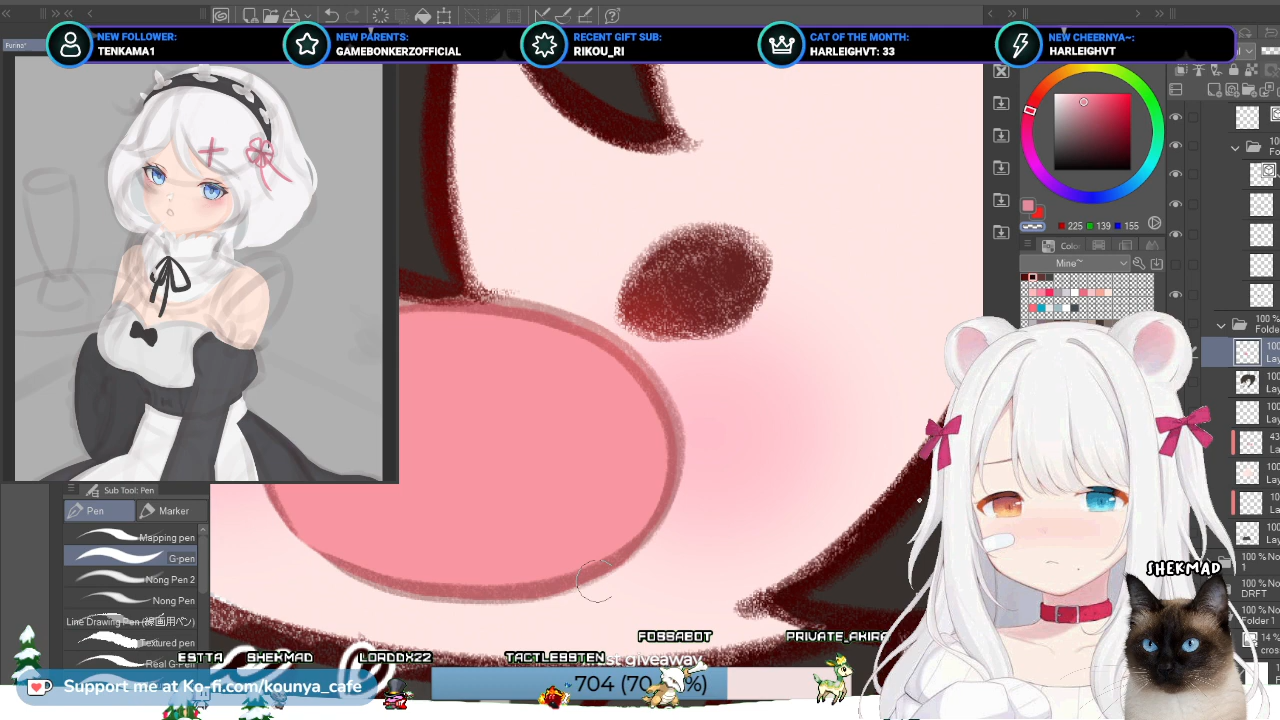 NEW FOLLOWER:
TENKAMA1
NEW PARENTS:
GAMEBONKERZOFFICIAL
RECENT GIFT SUB:
RIKOU_RI
CAT OF THE MONTH:
HARLEIGHVT: 33
NEW CHEERNYA~:
HARLEIGHVT
225 139 155
Mine~
Sub Tool: Pen
Pen
Marker
Mapping pen
G-pen
Nong Pen 2
Nong Pen
Line Drawing Pen (線画用ペン)
Textured pen
Real G-Pen
SHEKMAD
FOSSABOT
PRIVATE_AKIRA
ESTTA
SHEKMAD
LORDDX22
TACTLESSTEN
giveaway
704 (70
%)
Support me at Ko-fi.com/kounya_cafe